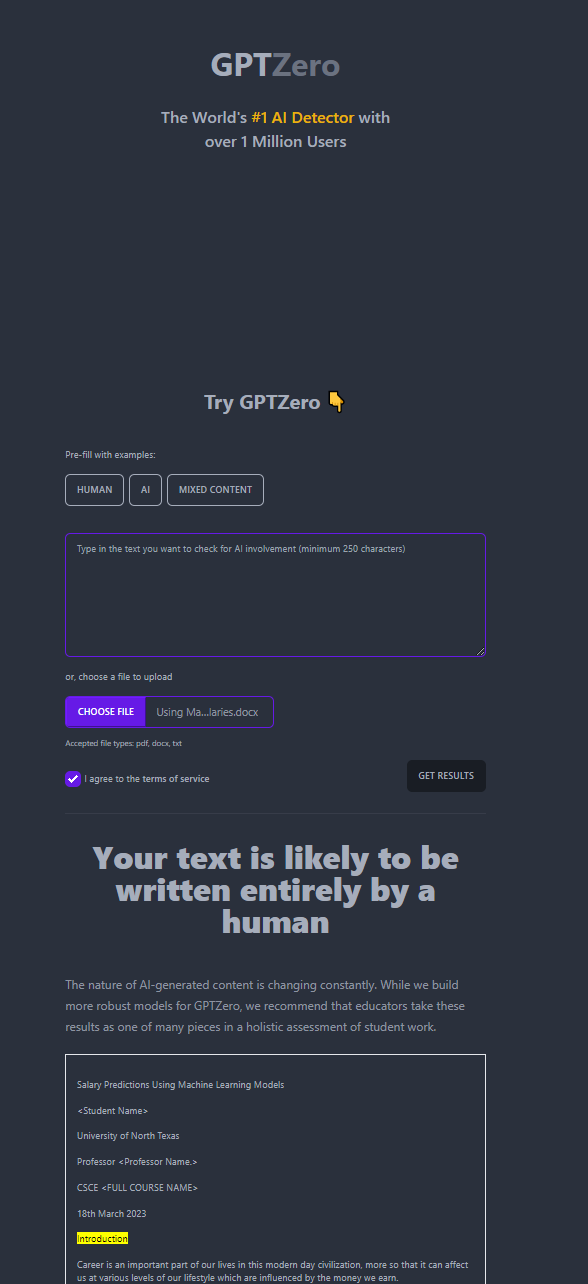 GPTZero
The World's #1 AI Detector with
over 1 Million Users
Try GPTZero 👇
Pre-fill with examples:
HUMAN AI MIXED CONTENT
Type in the text you want to check for AI involvement (minimum 250 characters)
or, choose a file to upload
CHOOSE FILE Using Ma...laries.docx
Accepted file types: pdf, docx, txt
I agree to the terms of service
GET RESULTS
Your text is likely to be
written entirely by a
human
The nature of AI-generated content is changing constantly. While we build
more robust models for GPTZero, we recommend that educators take these
results as one of many pieces in a holistic assessment of student work.
Salary Predictions Using Machine Learning Models
<Student Name>
University of North Texas
Professor <Professor Name.>
CSCE <FULL COURSE NAME>
18th March 2023
Introduction
Career is an important part of our lives in this modern day civilization, more so that it can affect
us at various levels of our lifestyle which are influenced by the money we earn.